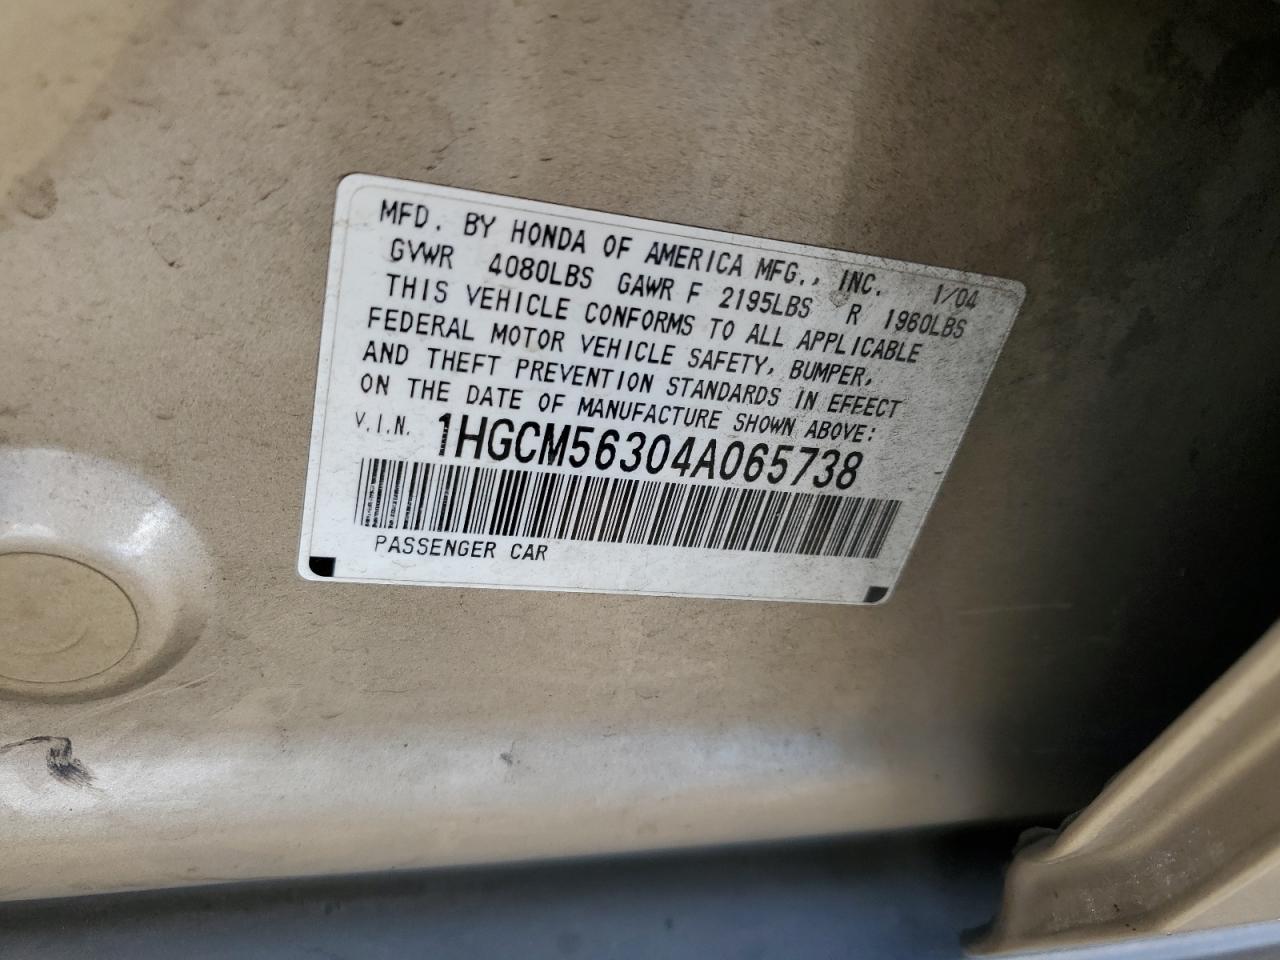 MFD. BY HONDA OF AMERICA MFG., INC. 1/04
GVWR 4080LBS GAWR F 2195LBS R 1960LBS
THIS VEHICLE CONFORMS TO ALL APPLICABLE
FEDERAL MOTOR VEHICLE SAFETY, BUMPER,
AND THEFT PREVENTION STANDARDS IN EFFECT
ON THE DATE OF MANUFACTURE SHOWN ABOVE:
V.I.N. 1HGCM56304A065738
PASSENGER CAR